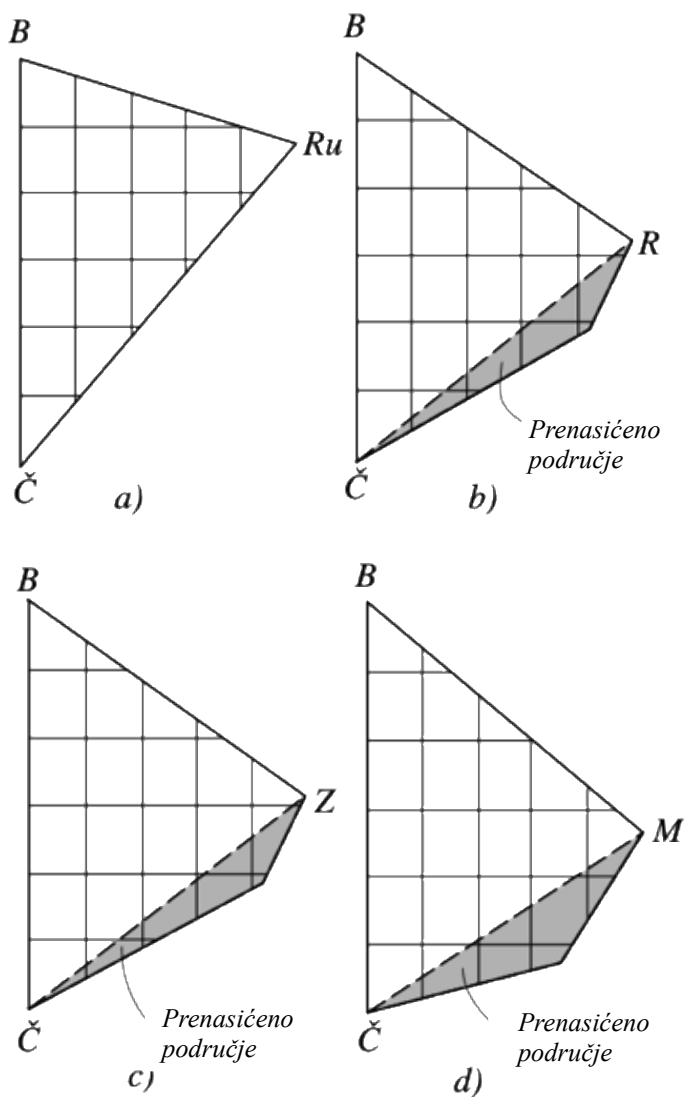 B
Ru
Č
a)
B
R
Prenasićeno
područje
Č
b)
B
Z
Prenasićeno
područje
Č
c)
B
M
Prenasićeno
područje
Č
d)